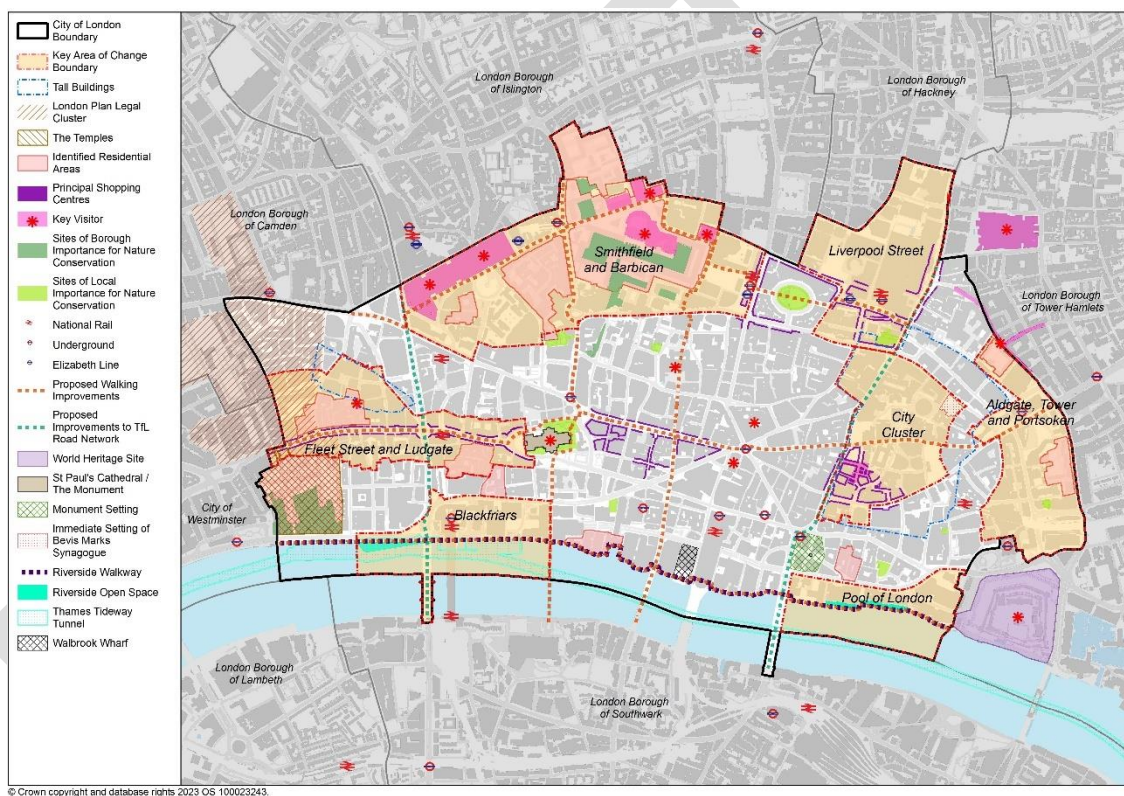 City of London
Boundary
Key Area of Change
Boundary
Tall Buildings
London Plan Legal
Cluster
The Temples
Identified Residential
Areas
Principal Shopping
Centres
Key Visitor
Sites of Borough
Importance for Nature
Conservation
Sites of Local
Importance for Nature
Conservation
National Rail
Underground
Elizabeth Line
Proposed Walking
Improvements
Proposed
Improvements to TfL
Road Network
World Heritage Site
St Paul's Cathedral /
The Monument
Monument Setting
Immediate Setting of
Bevis Marks
Synagogue
Riverside Walkway
Riverside Open Space
Thames Tideway
Tunnel
Walbrook Wharf
London Borough
of Islington
London Borough
of Hackney
London Borough
of Camden
Smithfield
and Barbican
Liverpool Street
London Borough
of Tower Hamlets
City
Cluster
Aldgate, Tower
and Portsoken
Fleet Street and Ludgate
City of
Westminster
Blackfriars
Pool of London
London Borough
of Lambeth
London Borough
of Southwark
© Crown copyright and database rights 2023 OS 100023243.